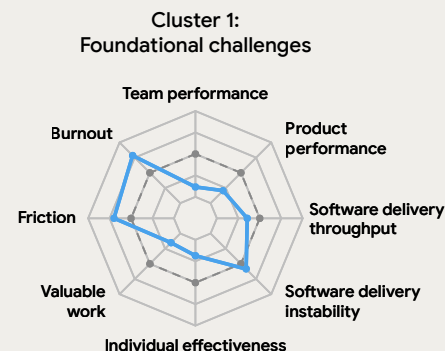 Cluster 1:
Foundational challenges
Team performance
Burnout
Product
performance
Friction
Software delivery
throughput
Valuable
work
Software delivery
instability
Individual effectiveness